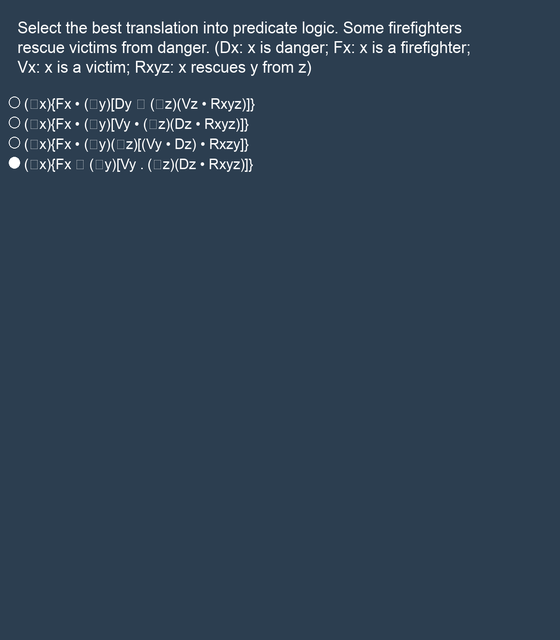 Select the best translation into predicate logic. Some firefighters
rescue victims from danger. (Dx: x is danger; Fx: x is a firefighter;
Vx: x is a victim; Rxyz: x rescues y from z)
(□x){Fx • (□y)[Dy □ (□z)(Vz • Rxyz)]}
(□x){Fx • (□y)[Vy • (□z)(Dz • Rxyz)]}
(□x){Fx • (□y)(□z)[(Vy • Dz) • Rxzy]}
(□x){Fx □ (□y)[Vy . (□z)(Dz • Rxyz)]}